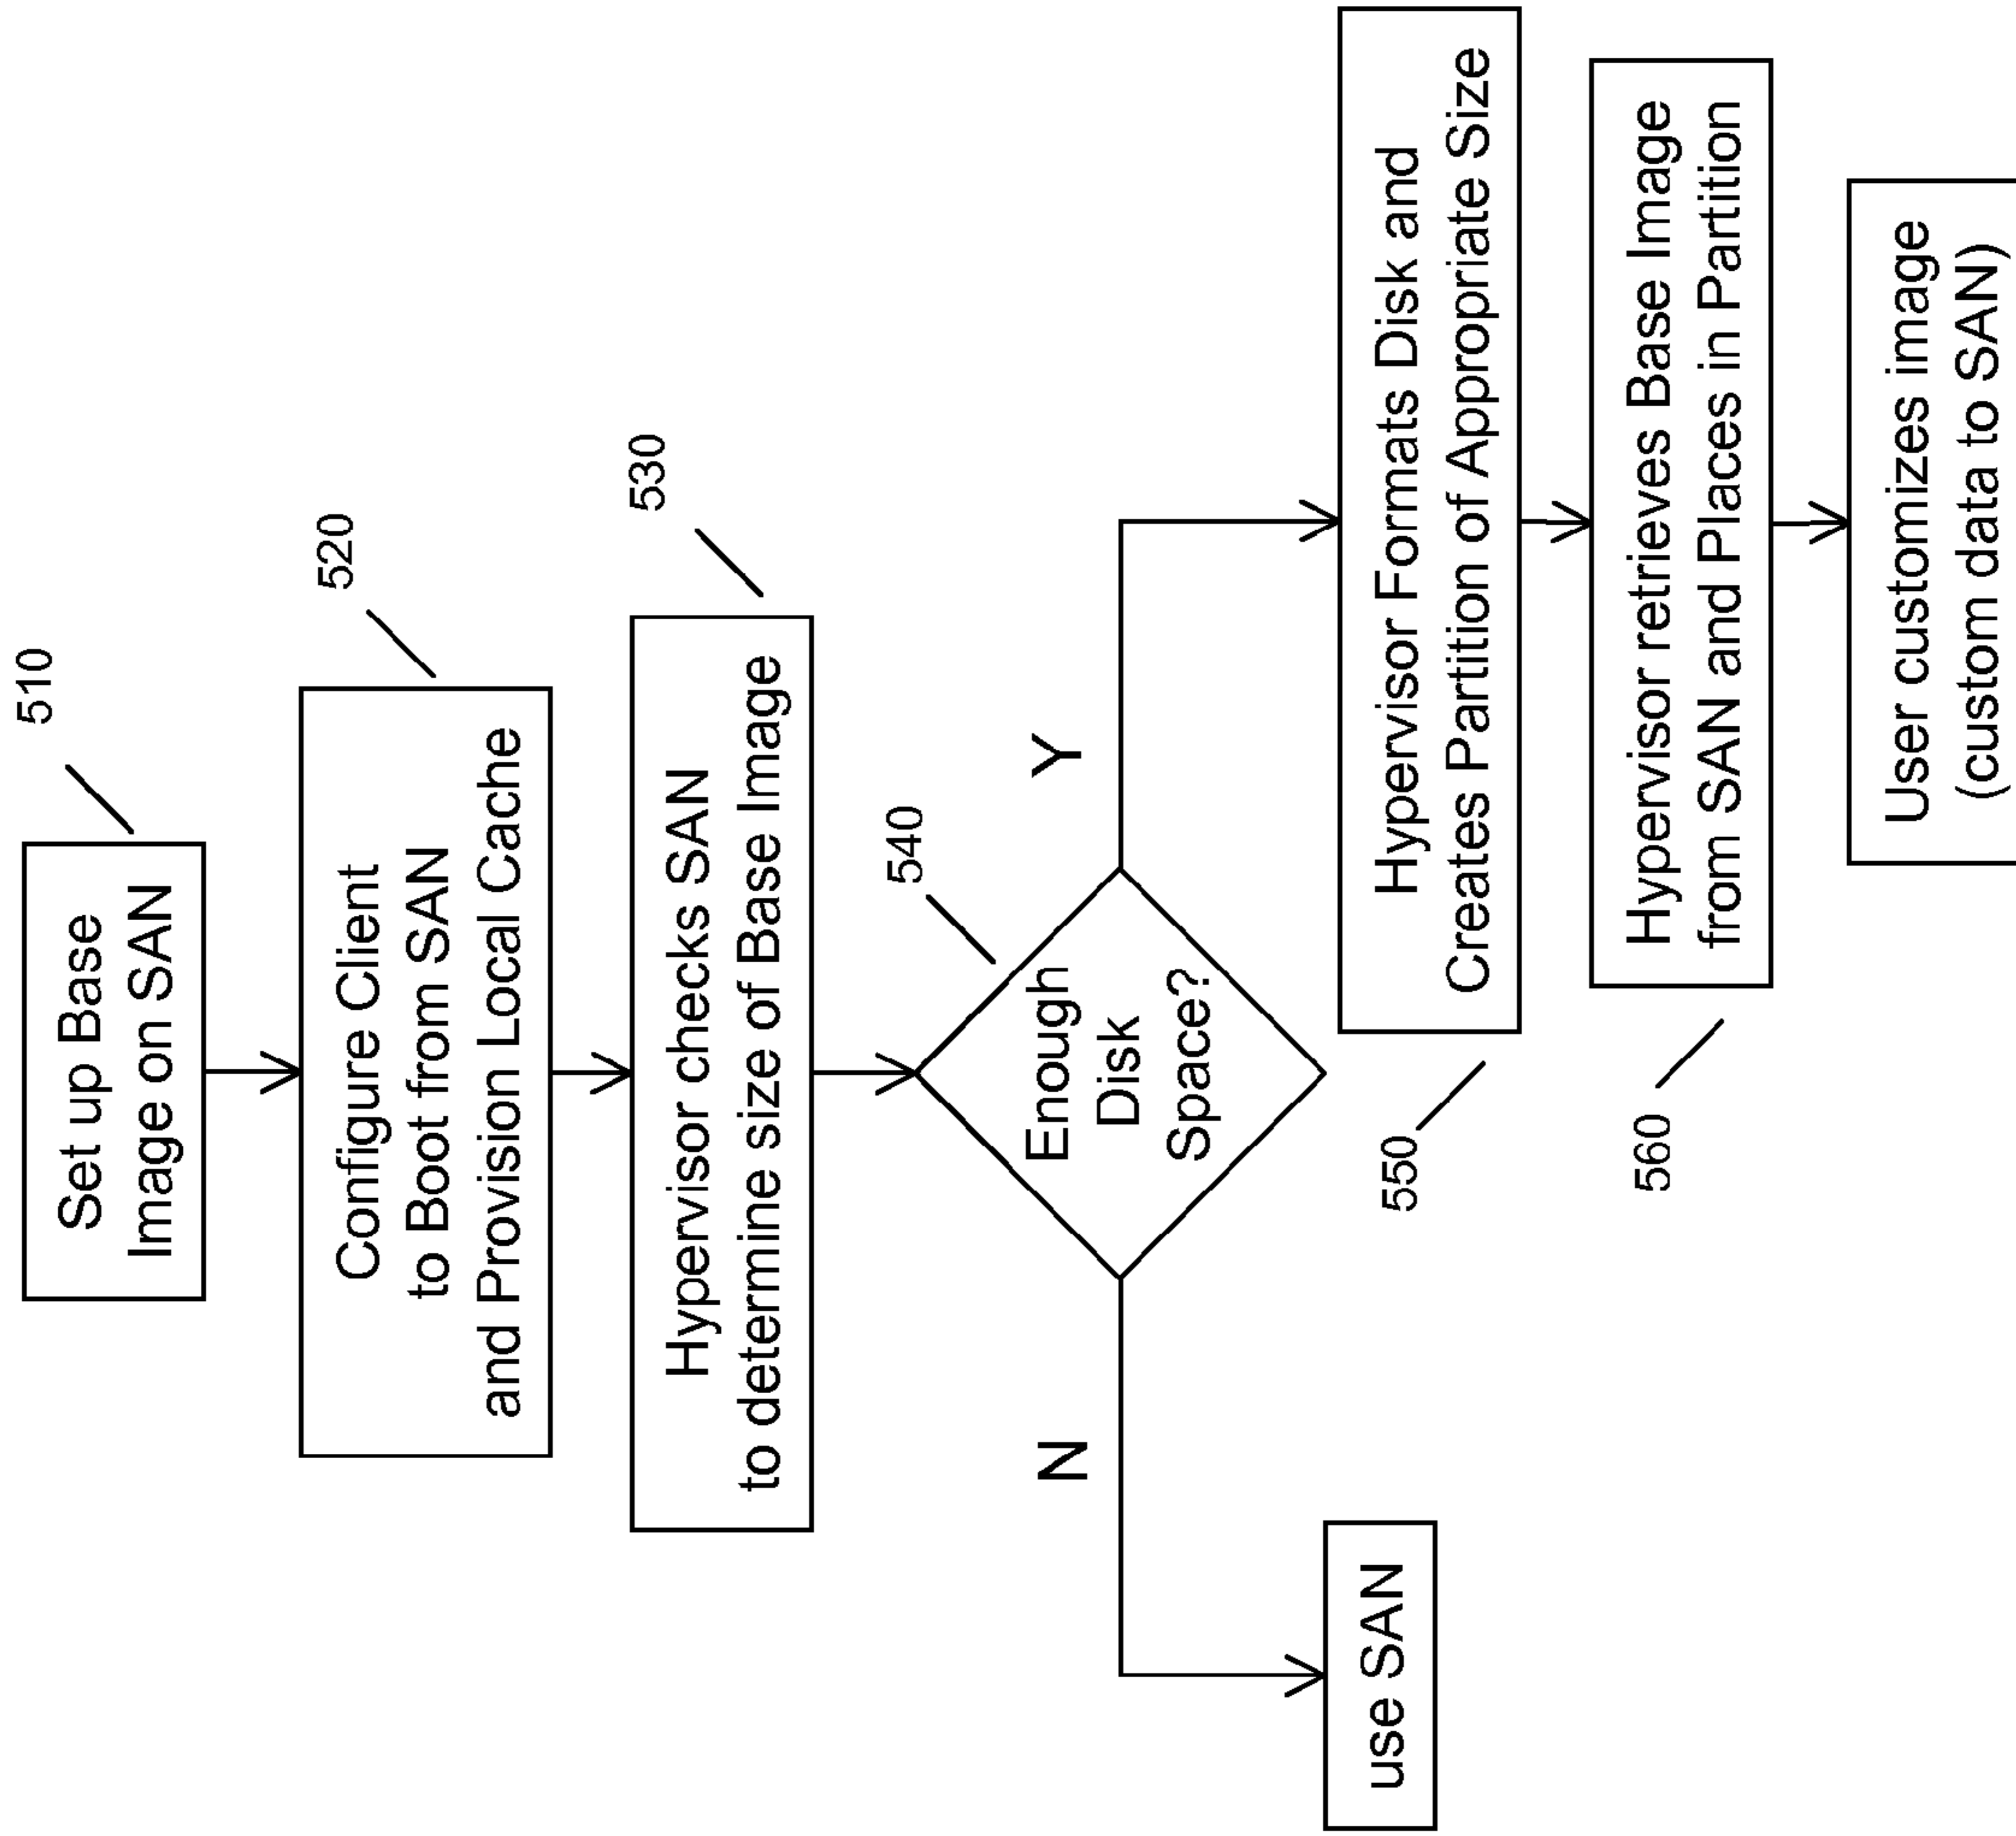 510
Set up Base
Image on SAN
520
Configure Client
to Boot from SAN
and Provision Local Cache
530
Hypervisor checks SAN
to determine size of Base Image
540
Enough
Disk
Space?
N
Y
use SAN
550
Hypervisor Formats Disk and
Creates Partition of Appropriate Size
560
Hypervisor retrieves Base Image
from SAN and Places in Partition
User customizes image
(custom data to SAN)